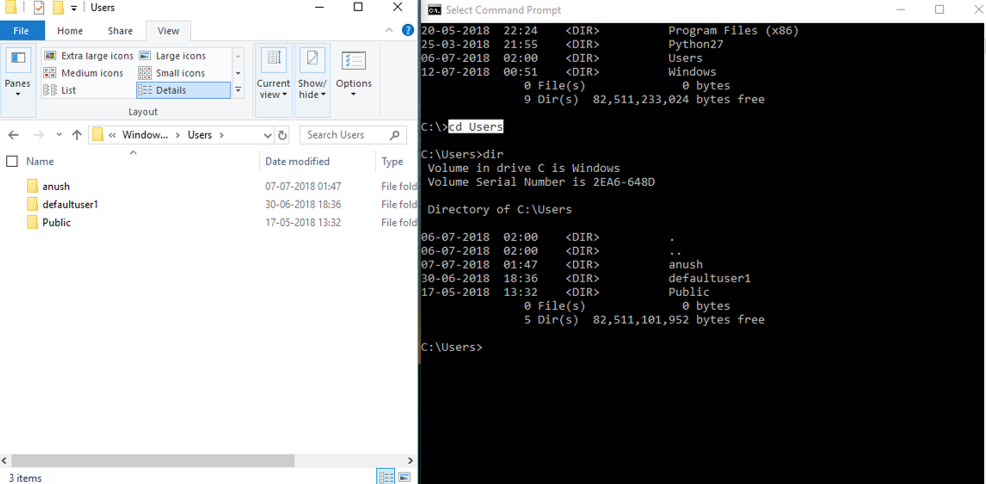 Users
File Home Share View
Panes
Extra large icons Large icons
Medium icons Small icons
List Details
Layout
Current view
Show/ hide
Options
« Window... > Users >
Search Users
Name Date modified Type
anush 07-07-2018 01:47 File fold
defaultuser1 30-06-2018 18:36 File fold
Public 17-05-2018 13:32 File fold
3 items
Select Command Prompt
20-05-2018 22:24 <DIR> Program Files (x86)
25-03-2018 21:55 <DIR> Python27
06-07-2018 02:00 <DIR> Users
12-07-2018 00:51 <DIR> Windows
0 File(s) 0 bytes
9 Dir(s) 82,511,233,024 bytes free
C:\>cd Users
C:\Users>dir
Volume in drive C is Windows
Volume Serial Number is 2EA6-648D
Directory of C:\Users
06-07-2018 02:00 <DIR> .
06-07-2018 02:00 <DIR> ..
07-07-2018 01:47 <DIR> anush
30-06-2018 18:36 <DIR> defaultuser1
17-05-2018 13:32 <DIR> Public
0 File(s) 0 bytes
5 Dir(s) 82,511,101,952 bytes free
C:\Users>